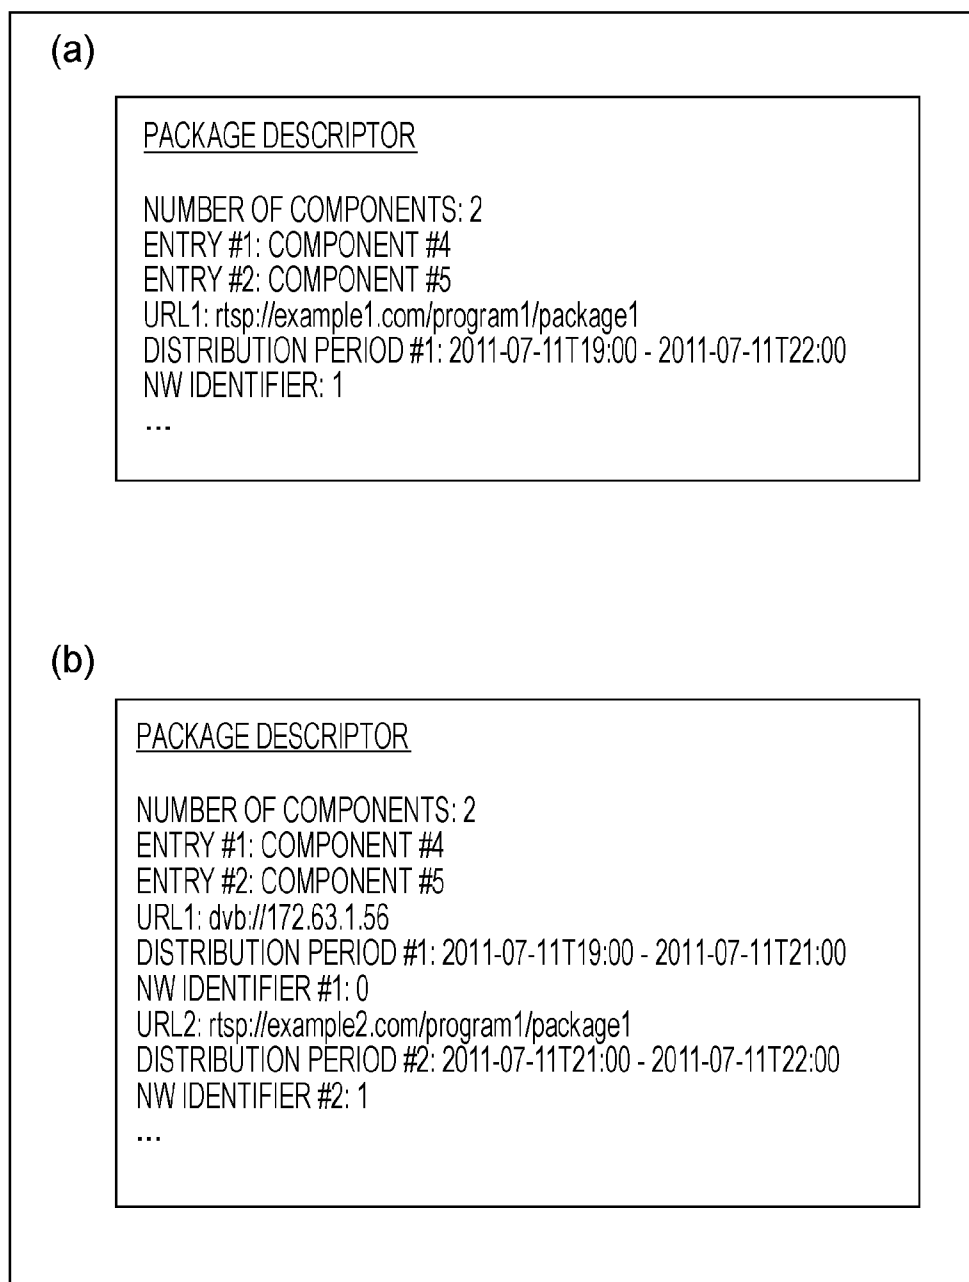 (a)
PACKAGE DESCRIPTOR
NUMBER OF COMPONENTS: 2
ENTRY #1: COMPONENT #4
ENTRY #2: COMPONENT #5
URL1: rtsp://example1.com/program1/package1
DISTRIBUTION PERIOD #1: 2011-07-11T19:00 - 2011-07-11T22:00
NW IDENTIFIER: 1
...
(b)
PACKAGE DESCRIPTOR
NUMBER OF COMPONENTS: 2
ENTRY #1: COMPONENT #4
ENTRY #2: COMPONENT #5
URL1: dvb://172.63.1.56
DISTRIBUTION PERIOD #1: 2011-07-11T19:00 - 2011-07-11T21:00
NW IDENTIFIER #1: 0
URL2: rtsp://example2.com/program1/package1
DISTRIBUTION PERIOD #2: 2011-07-11T21:00 - 2011-07-11T22:00
NW IDENTIFIER #2: 1
...